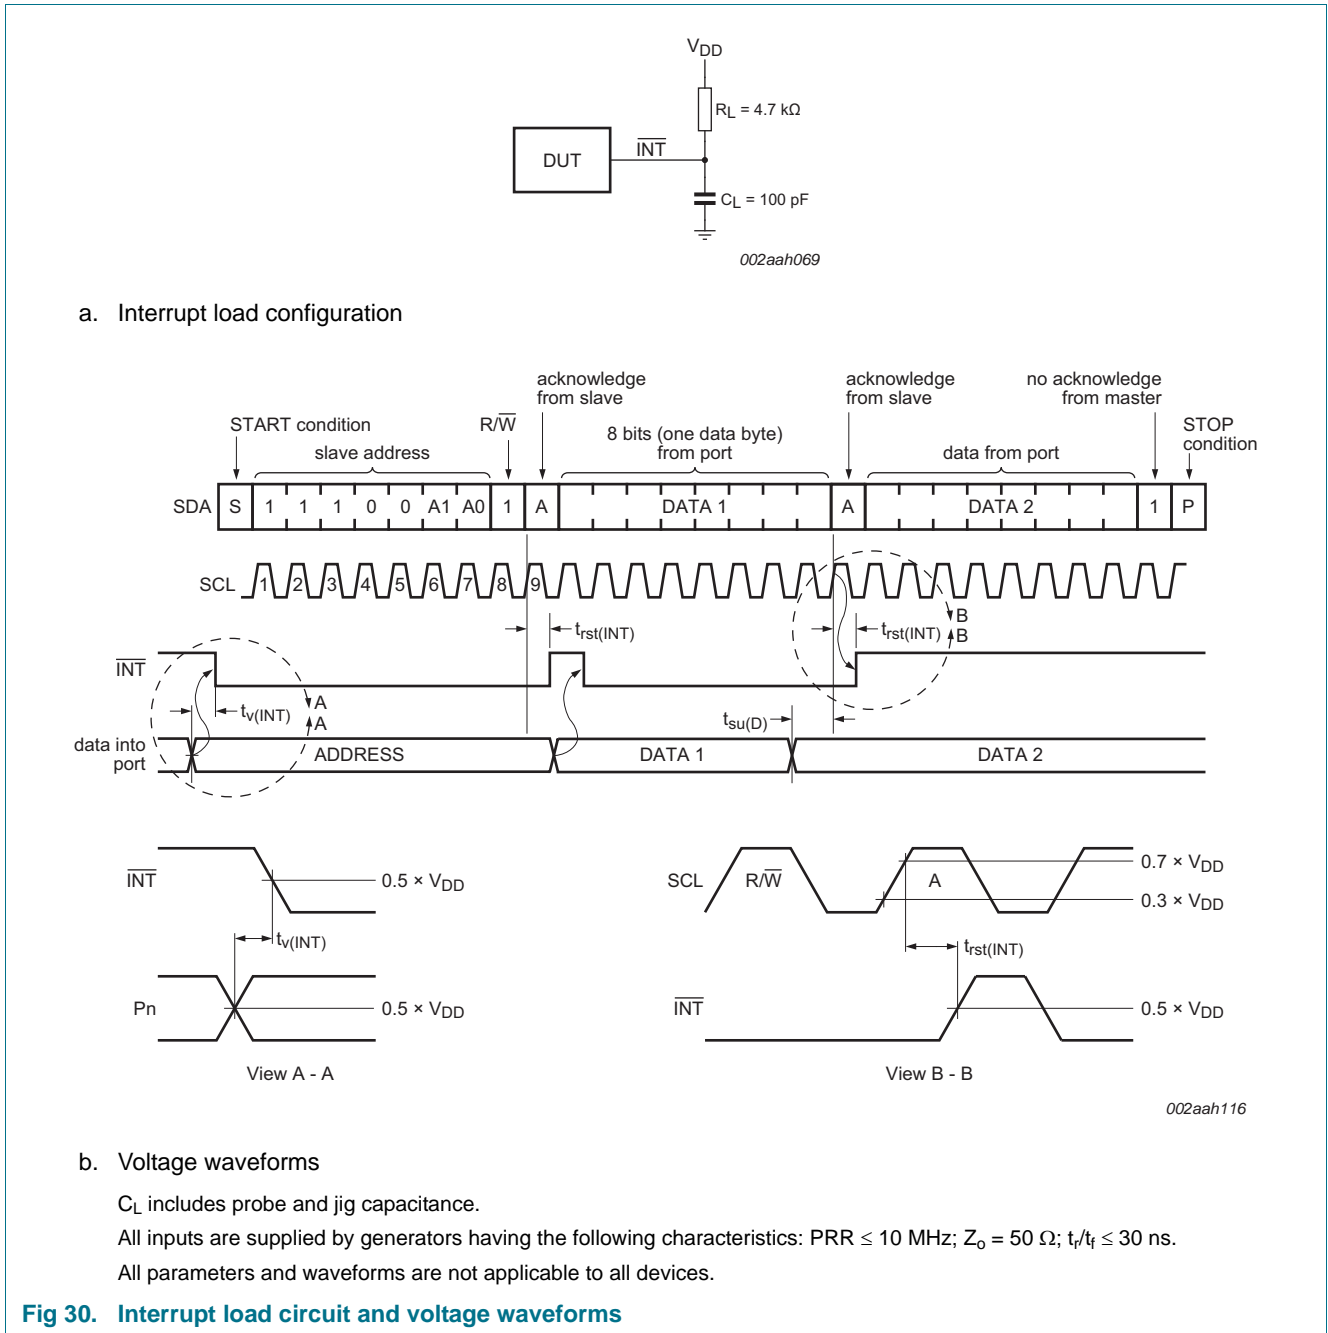 VDD
RL = 4.7 kΩ
DUT
INT
CL = 100 pF
002aah069
a. Interrupt load configuration
acknowledge
from slave
acknowledge
from slave
no acknowledge
from master
START condition
R/W
STOP
condition
slave address
8 bits (one data byte)
from port
data from port
SDA S 1 1 1 0 0 A1 A0 1 A DATA 1 A DATA 2 1 P
SCL 1 2 3 4 5 6 7 8 9
B
B
trst(INT)
trst(INT)
INT
A
A
tv(INT)
tsu(D)
data into
port
ADDRESS
DATA 1
DATA 2
INT
0.5 × VDD
tv(INT)
Pn
0.5 × VDD
View A - A
SCL
R/W
A
0.7 × VDD
0.3 × VDD
trst(INT)
INT
0.5 × VDD
View B - B
002aah116
b. Voltage waveforms
CL includes probe and jig capacitance.
All inputs are supplied by generators having the following characteristics: PRR ≤ 10 MHz; Zo = 50 Ω; tr/tf ≤ 30 ns.
All parameters and waveforms are not applicable to all devices.
Fig 30. Interrupt load circuit and voltage waveforms